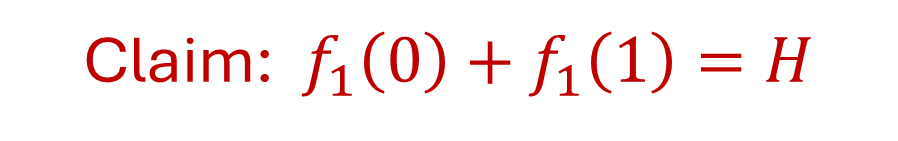 Claim: f₁(0) + f₁(1) = H